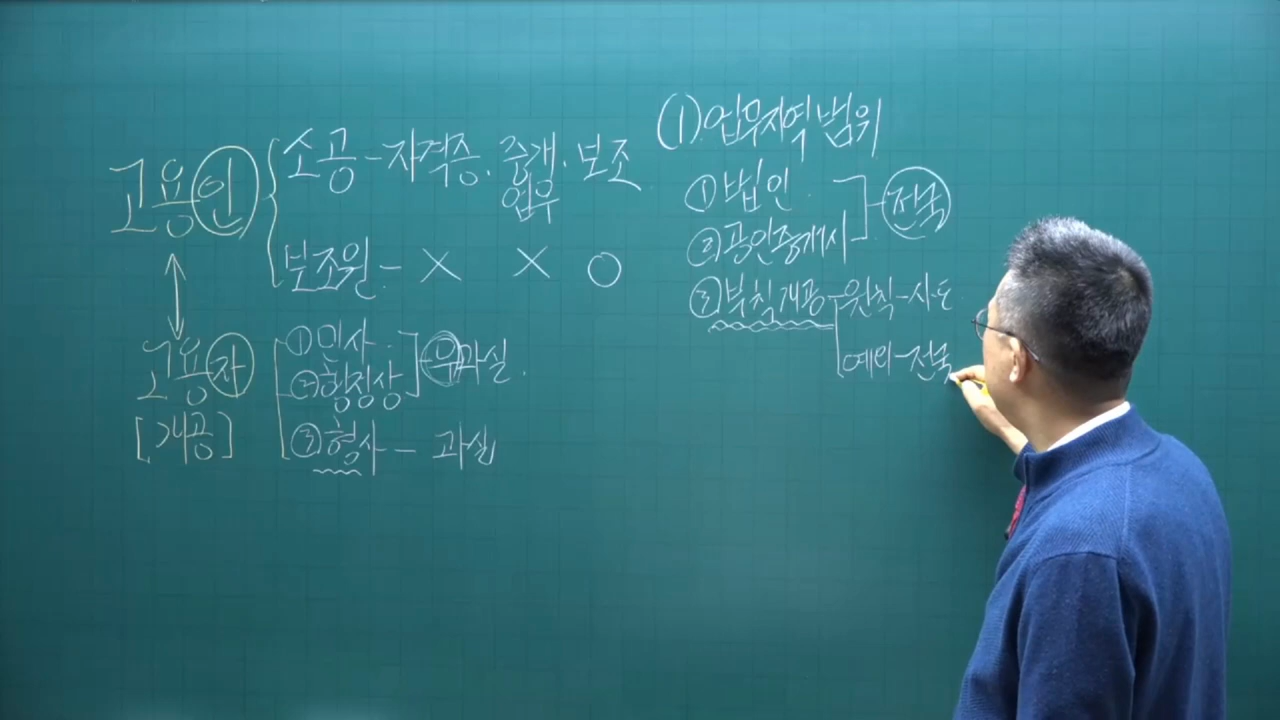 고용인
소공 - 자격증. 중개. 보조
업무
보조원 - × × ○
고용자
[개공]
① 민사
② 행정상
무과실.
③ 형사 - 과실
(1). 업무지역 범위
① 법인.
② 공인중개사
전국
③ 부칙개공 - 원칙 - 시·도
예외 - 전국